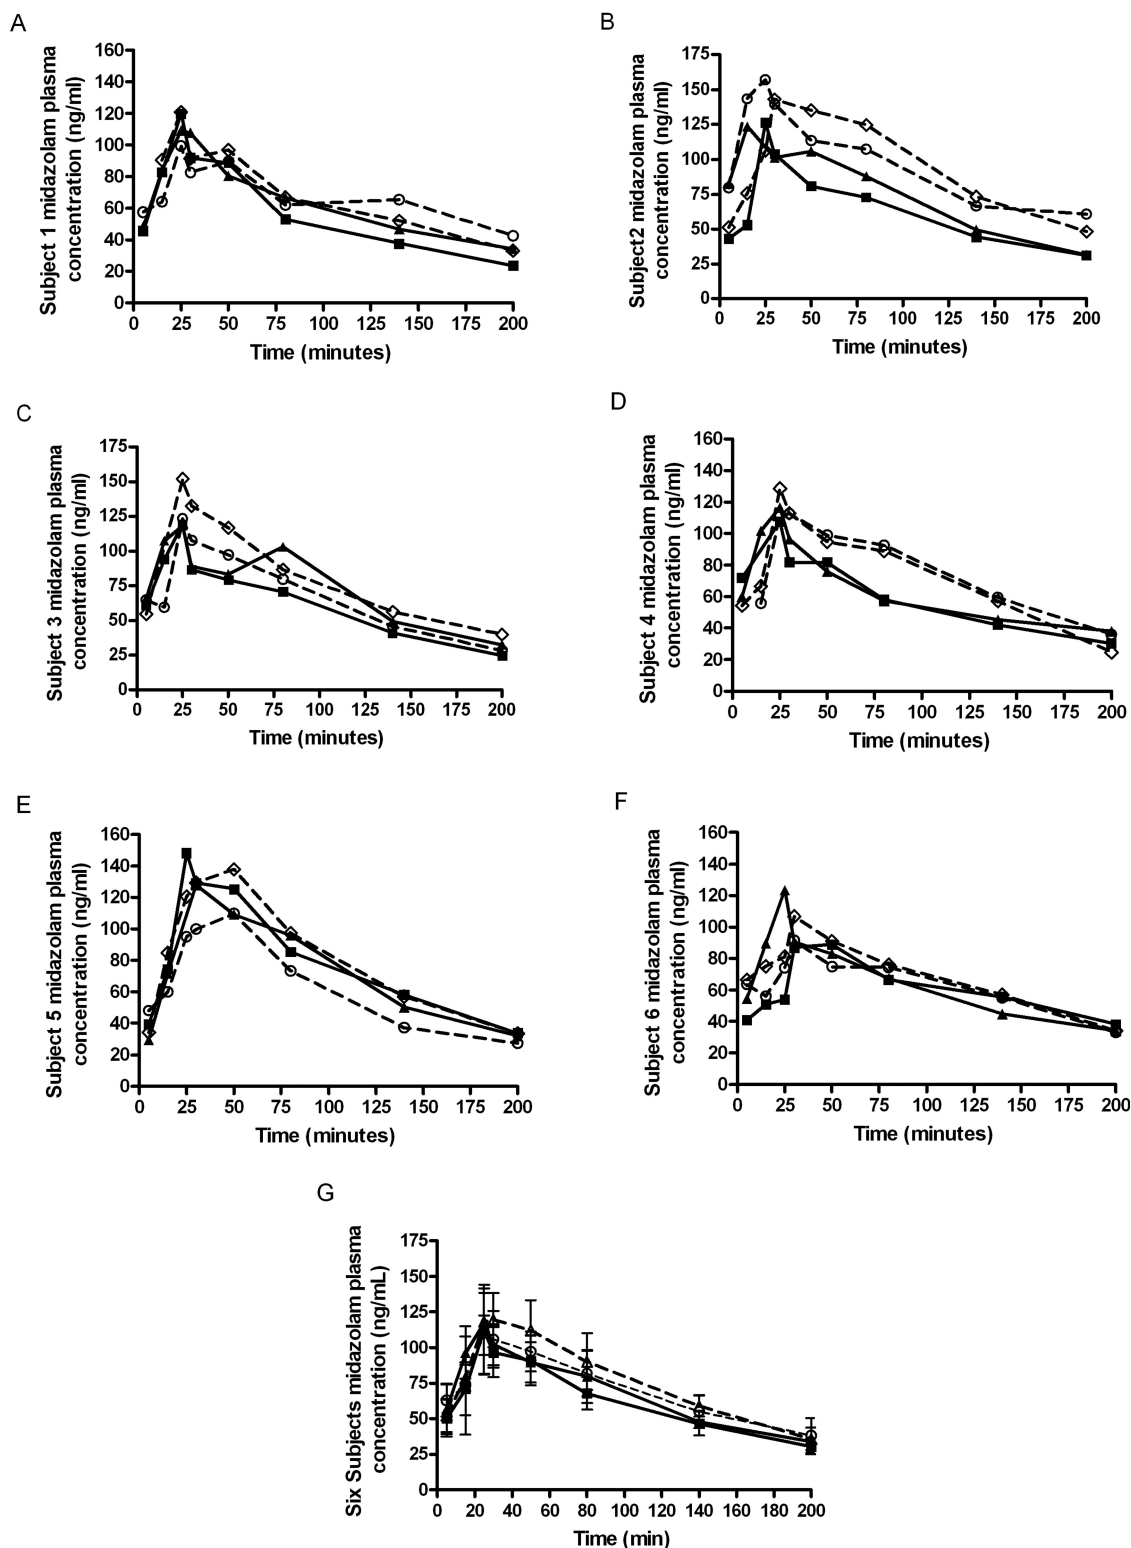 A
Subject 1 midazolam plasma
concentration (ng/ml)
160
140
120
100
80
60
40
20
0
0 25 50 75 100 125 150 175 200
Time (minutes)
B
Subject2 midazolam plasma
concentration (ng/ml)
175
150
125
100
75
50
25
0
0 25 50 75 100 125 150 175 200
Time (minutes)
C
Subject 3 midazolam plasma
concentration (ng/ml)
175
150
125
100
75
50
25
0
0 25 50 75 100 125 150 175 200
Time (minutes)
D
Subject 4 midazolam plasma
concentration (ng/ml)
160
140
120
100
80
60
40
20
0
0 25 50 75 100 125 150 175 200
Time (minutes)
E
Subject 5 midazolam plasma
concentration (ng/ml)
160
140
120
100
80
60
40
20
0
0 25 50 75 100 125 150 175 200
Time (minutes)
F
Subject 6 midazolam plasma
concentration (ng/ml)
160
140
120
100
80
60
40
20
0
0 25 50 75 100 125 150 175 200
Time (minutes)
G
Six Subjects midazolam plasma
concentration (ng/mL)
175
150
125
100
75
50
25
0
0 20 40 60 80 100 120 140 160 180 200
Time (min)